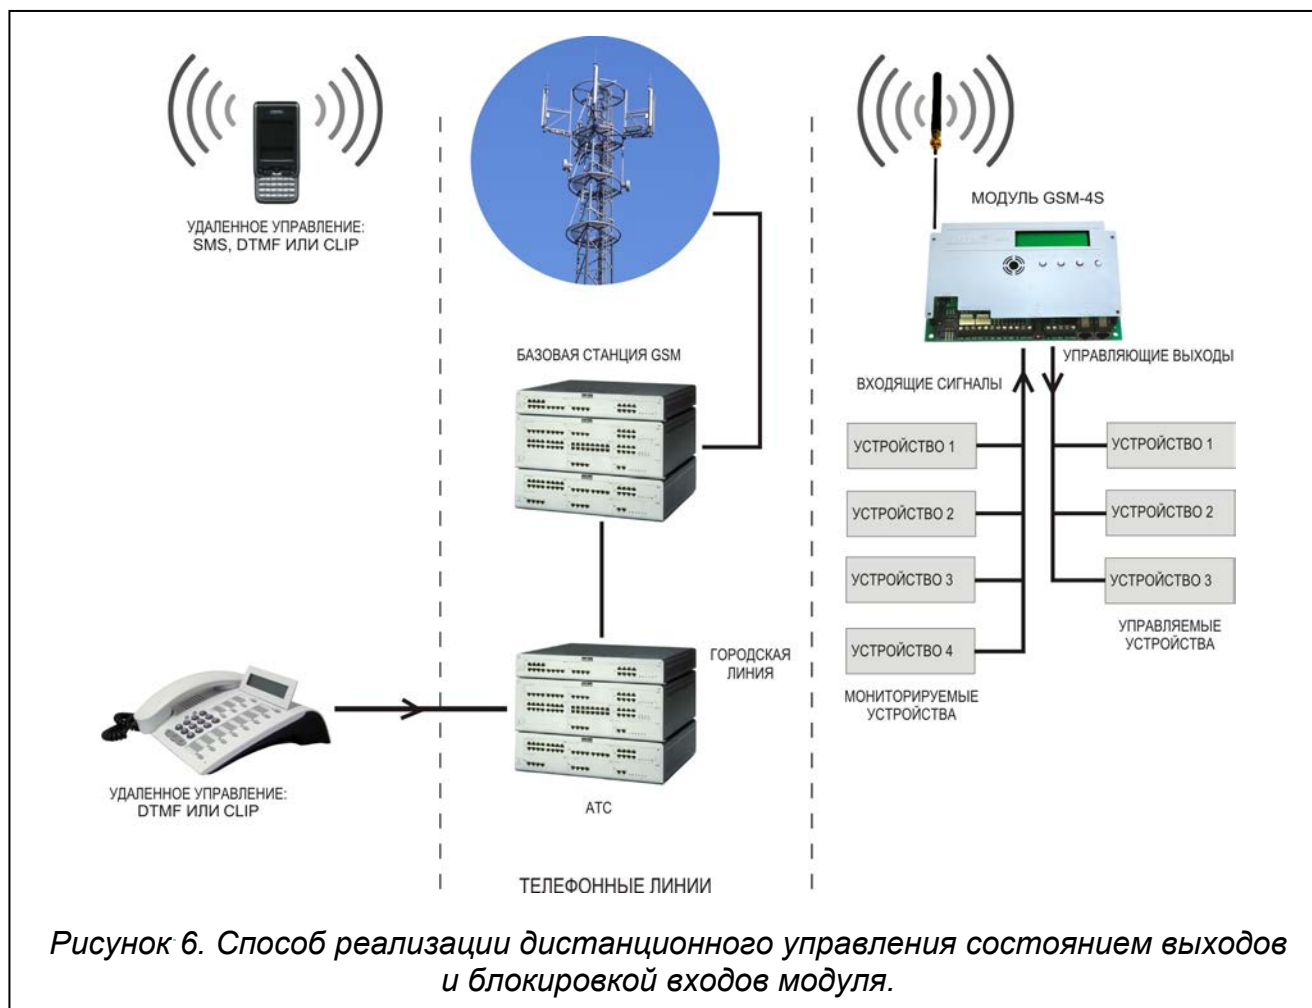 УДАЛЕННОЕ УПРАВЛЕНИЕ:
SMS, DTMF ИЛИ CLIP
БАЗОВАЯ СТАНЦИЯ GSM
МОДУЛЬ GSM-4S
УПРАВЛЯЮЩИЕ ВЫХОДЫ
ВХОДЯЩИЕ СИГНАЛЫ
УСТРОЙСТВО 1
УСТРОЙСТВО 2
УСТРОЙСТВО 3
УСТРОЙСТВО 4
МОНИТОРИРУЕМЫЕ
УСТРОЙСТВА
УСТРОЙСТВО 1
УСТРОЙСТВО 2
УСТРОЙСТВО 3
УПРАВЛЯЕМЫЕ
УСТРОЙСТВА
ГОРОДСКАЯ
ЛИНИЯ
УДАЛЕННОЕ УПРАВЛЕНИЕ:
DTMF ИЛИ CLIP
АТС
ТЕЛЕФОННЫЕ ЛИНИИ
Рисунок 6. Способ реализации дистанционного управления состоянием выходов
и блокировкой входов модуля.